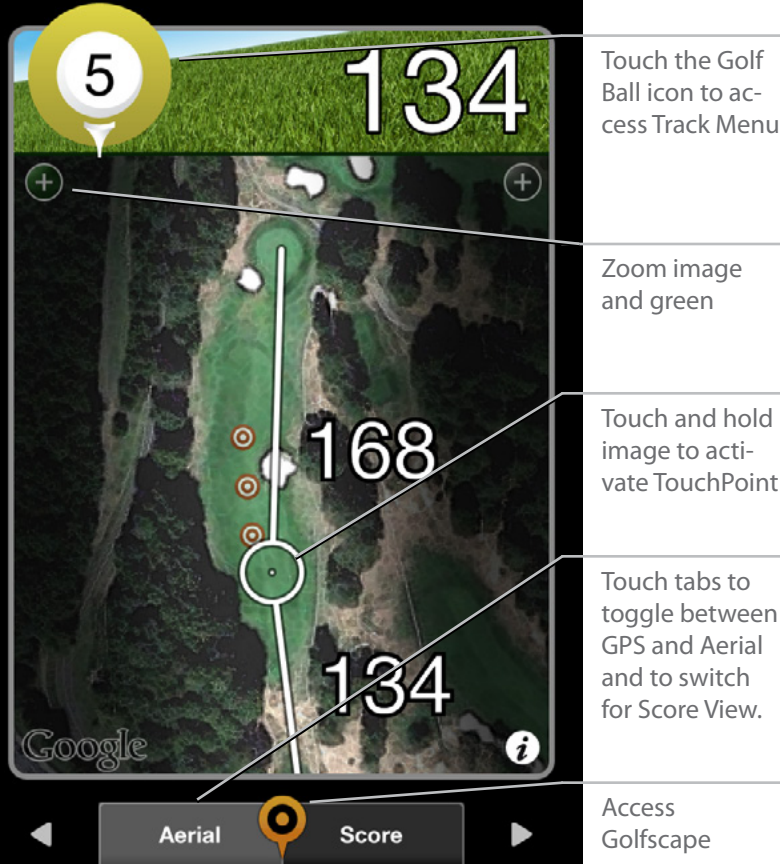 5
134
Touch the Golf
Ball icon to ac-
cess Track Menu
Zoom image
and green
168
Touch and hold
image to acti-
vate TouchPoint
134
Touch tabs to
toggle between
GPS and Aerial
and to switch
for Score View.
Google
i
Aerial
Score
Access
Golfscape